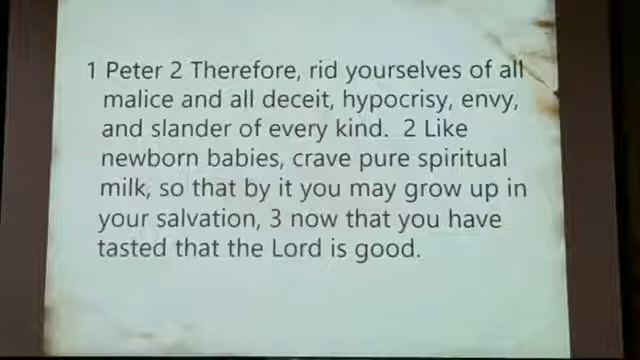 1 Peter 2 Therefore, rid yourselves of all
malice and all deceit, hypocrisy, envy,
and slander of every kind. 2 Like
newborn babies, crave pure spiritual
milk, so that by it you may grow up in
your salvation, 3 now that you have
tasted that the Lord is good.